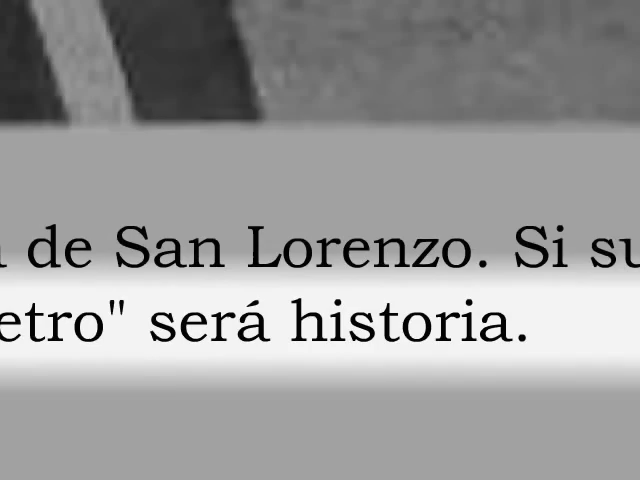 de San Lorenzo. Si su
etro" será historia.